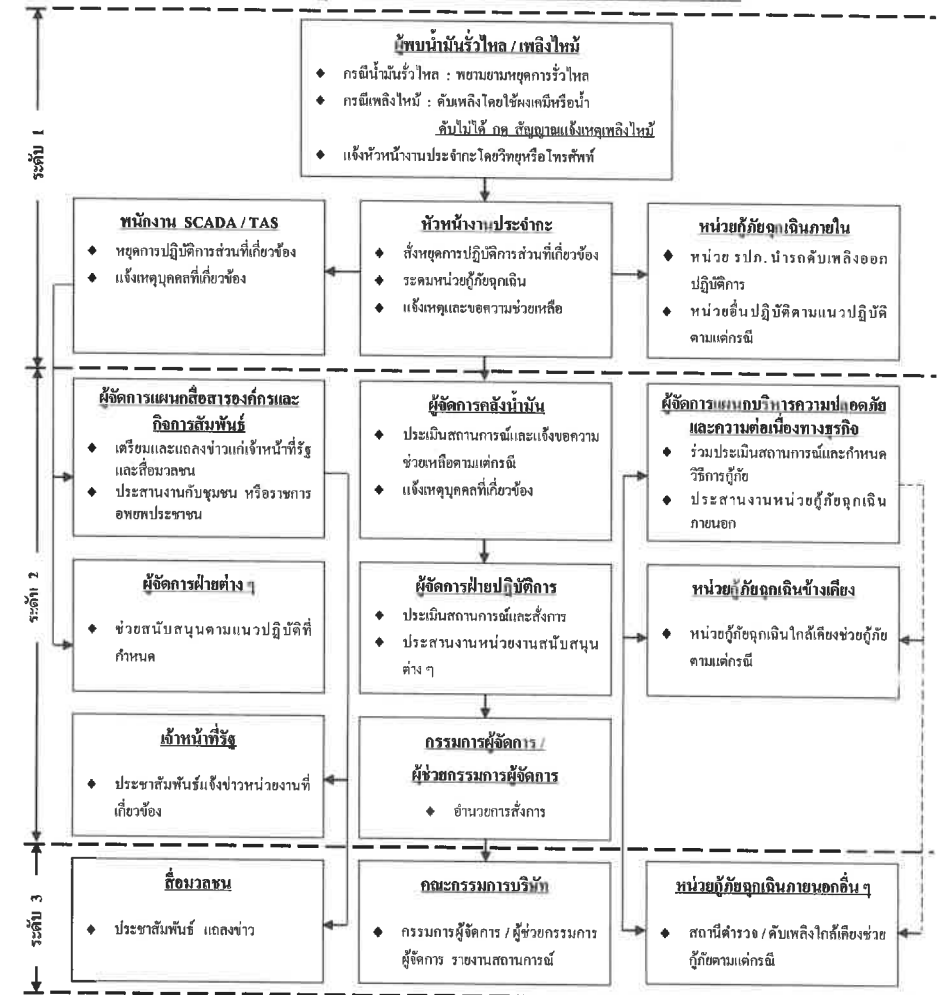 ระดับ 1
ผู้พบน้ำมันรั่วไหล / เพลิงไหม้
◆ กรณีน้ำมันรั่วไหล : พยายามหยุดการรั่วไหล
◆ กรณีเพลิงไหม้ : ดับเพลิงโดยใช้ผงเคมีหรือน้ำ
ดับไม่ได้ กด สัญญาณแจ้งเหตุเพลิงไหม้
◆ แจ้งหัวหน้างานประจำกะโดยวิทยุหรือโทรศัพท์
พนักงาน SCADA / TAS
◆ หยุดการปฏิบัติการส่วนที่เกี่ยวข้อง
◆ แจ้งเหตุบุคคลที่เกี่ยวข้อง
หัวหน้างานประจำกะ
◆ สั่งหยุดการปฏิบัติการส่วนที่เกี่ยวข้อง
◆ ระดมหน่วยกู้ภัยฉุกเฉิน
◆ แจ้งเหตุและขอความช่วยเหลือ
หน่วยกู้ภัยฉุกเฉินภายใน
◆ หน่วย รปภ. นำรถดับเพลิงออก
ปฏิบัติการ
◆ หน่วยอื่นปฏิบัติตามแนวปฏิบัติ
ตามแต่กรณี
ระดับ 2
ผู้จัดการแผนกสื่อสารองค์กรและ
กิจการสัมพันธ์
◆ เตรียมและแถลงข่าวแก่เจ้าหน้าที่รัฐ
และสื่อมวลชน
◆ ประสานงานกับชุมชน หรือราชการ
อพยพประชาชน
ผู้จัดการคลังน้ำมัน
◆ ประเมินสถานการณ์และแจ้งขอความ
ช่วยเหลือตามแต่กรณี
◆ แจ้งเหตุบุคคลที่เกี่ยวข้อง
ผู้จัดการแผนกบริหารความปลอดภัย
และความต่อเนื่องทางธุรกิจ
◆ ร่วมประเมินสถานการณ์และกำหนด
วิธีการกู้ภัย
◆ ประสานงานหน่วยกู้ภัยฉุกเฉิน
ภายนอก
ผู้จัดการฝ่ายต่าง ๆ
◆ ช่วยสนับสนุนตามแนวปฏิบัติที่
กำหนด
ผู้จัดการฝ่ายปฏิบัติการ
◆ ประเมินสถานการณ์และสั่งการ
◆ ประสานงานหน่วยงานสนับสนุน
ต่าง ๆ
หน่วยกู้ภัยฉุกเฉินข้างเคียง
◆ หน่วยกู้ภัยฉุกเฉินใกล้เคียงช่วยกู้ภัย
ตามแต่กรณี
เจ้าหน้าที่รัฐ
◆ ประชาสัมพันธ์แจ้งข่าวหน่วยงานที่
เกี่ยวข้อง
กรรมการผู้จัดการ /
ผู้ช่วยกรรมการผู้จัดการ
◆ อำนวยการสั่งการ
ระดับ 3
สื่อมวลชน
◆ ประชาสัมพันธ์ แถลงข่าว
คณะกรรมการบริษัท
◆ กรรมการผู้จัดการ / ผู้ช่วยกรรมการ
ผู้จัดการ รายงานสถานการณ์
หน่วยกู้ภัยฉุกเฉินภายนอกอื่น ๆ
◆ สถานีตำรวจ / ดับเพลิงใกล้เคียงช่วย
กู้ภัยตามแต่กรณี